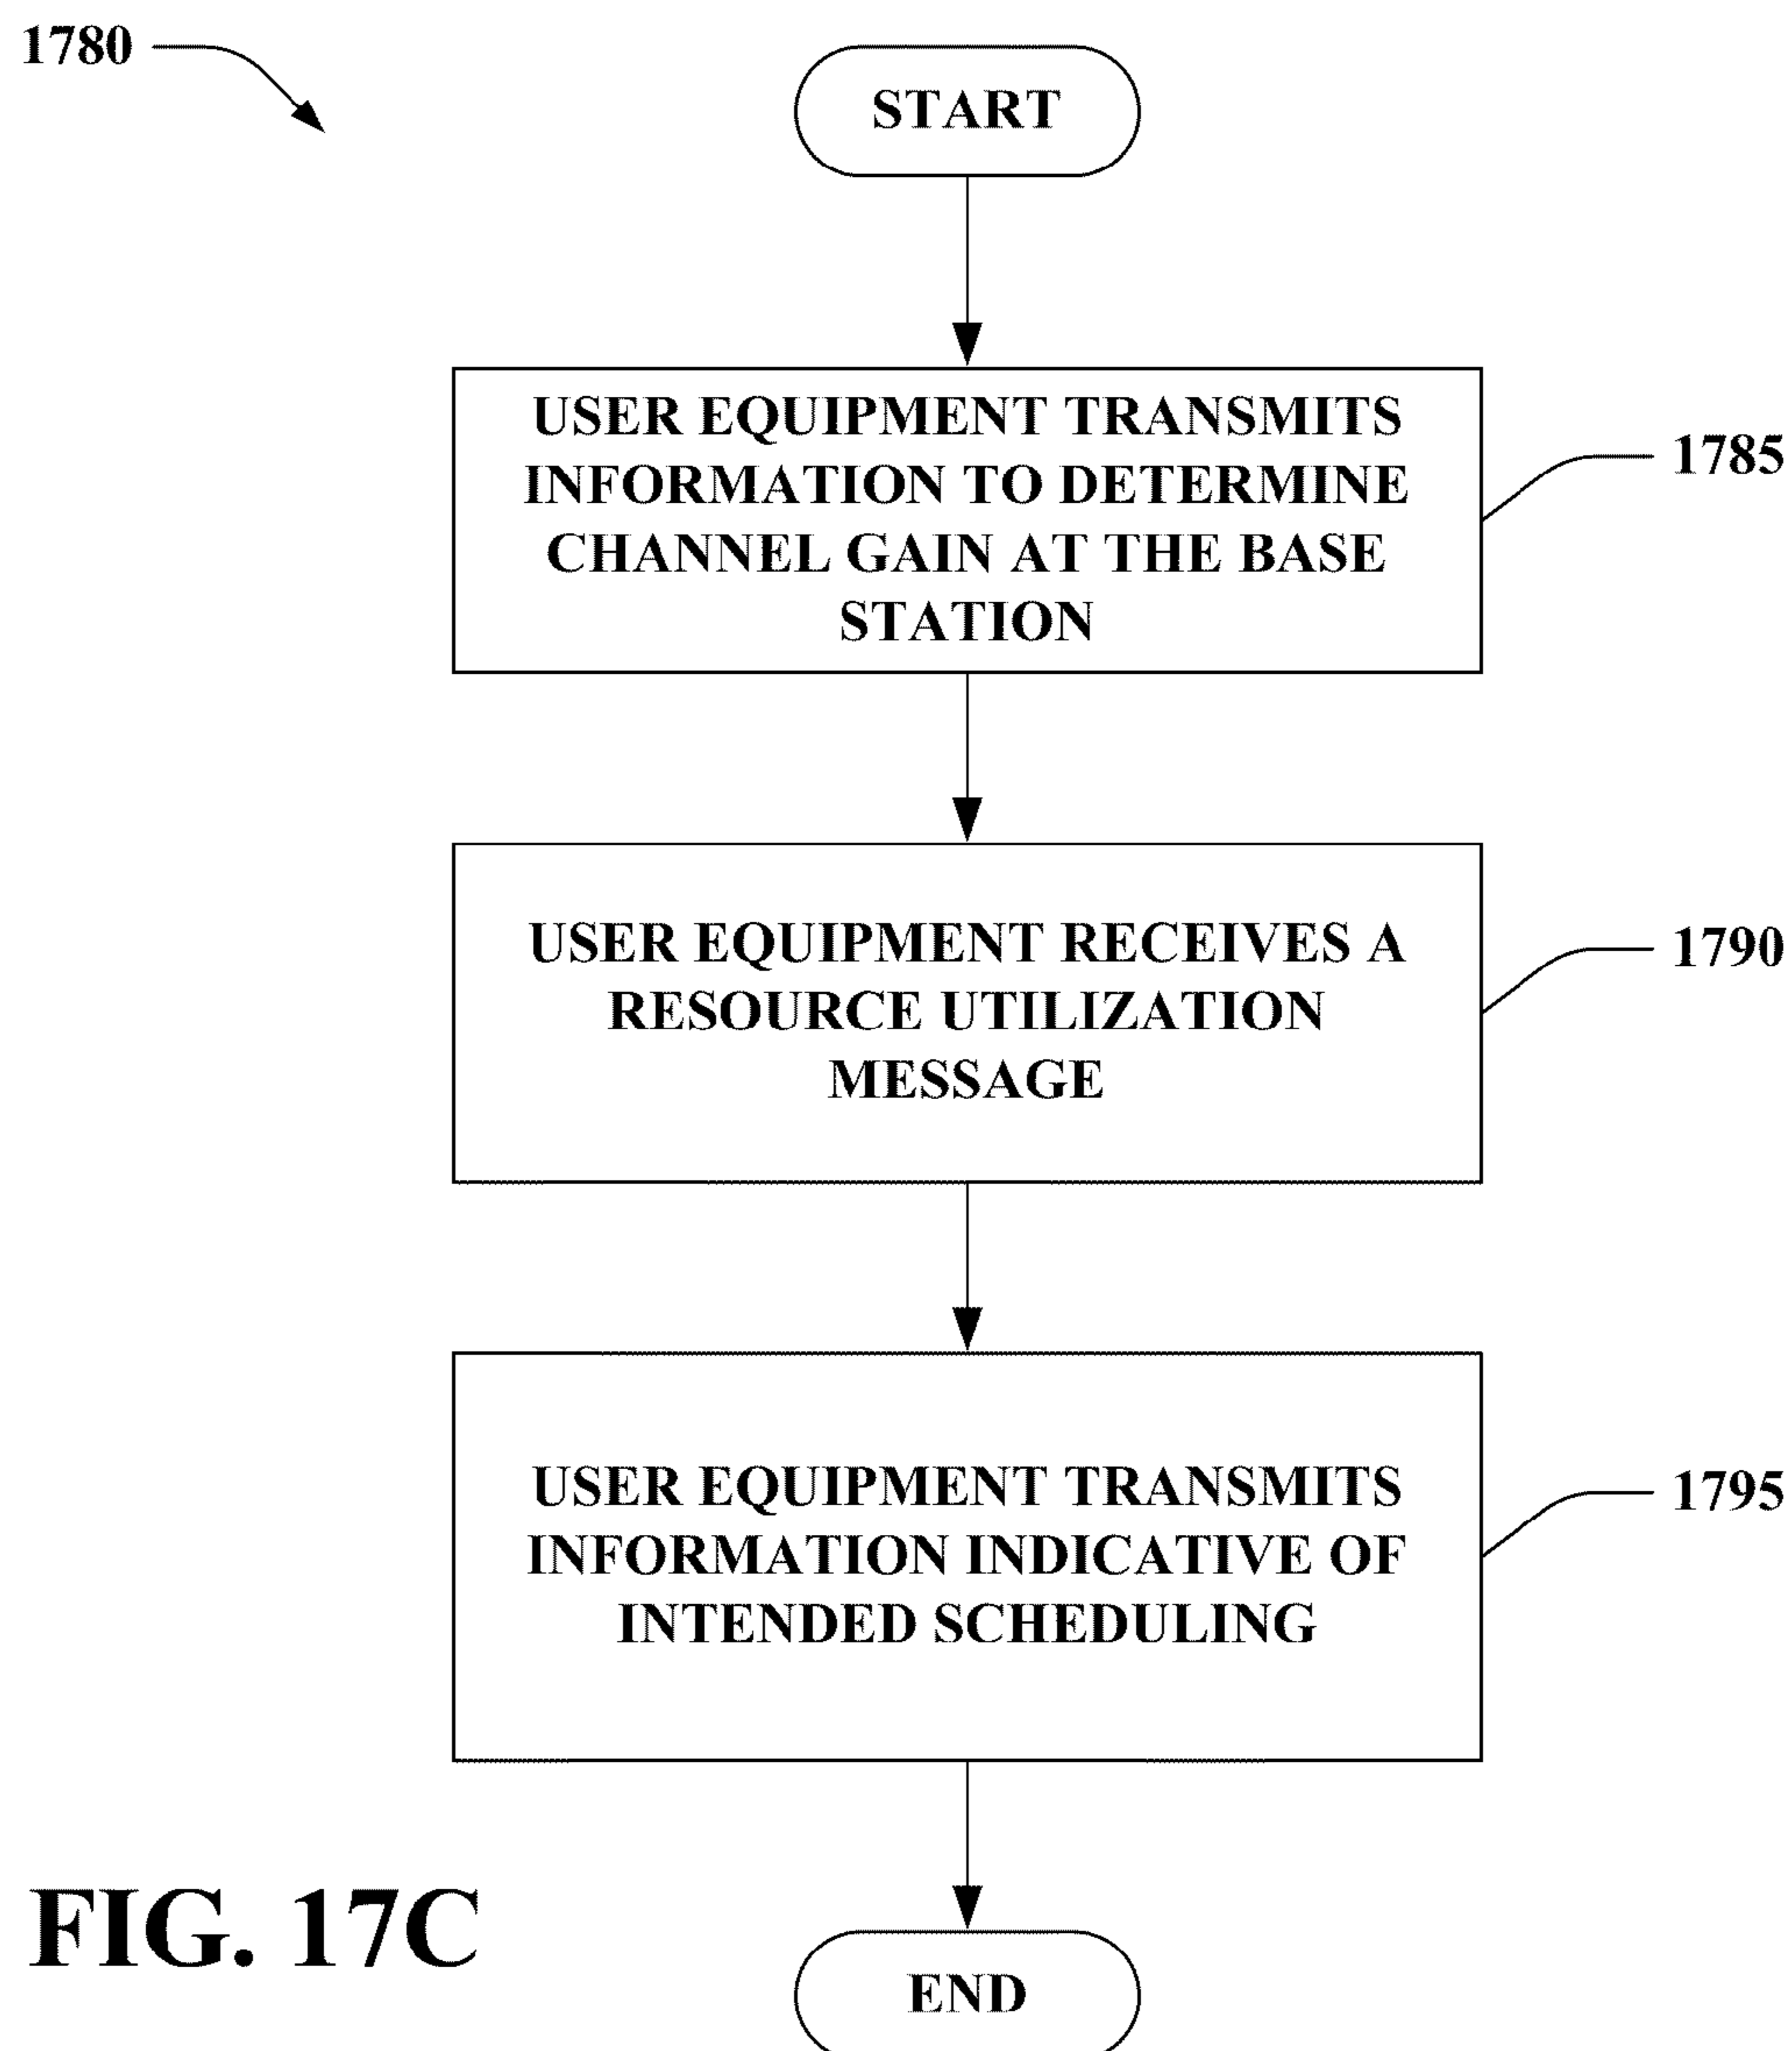 1780
START
USER EQUIPMENT TRANSMITS
INFORMATION TO DETERMINE
CHANNEL GAIN AT THE BASE
STATION
1785
USER EQUIPMENT RECEIVES A
RESOURCE UTILIZATION
MESSAGE
1790
USER EQUIPMENT TRANSMITS
INFORMATION INDICATIVE OF
INTENDED SCHEDULING
1795
FIG. 17C
END